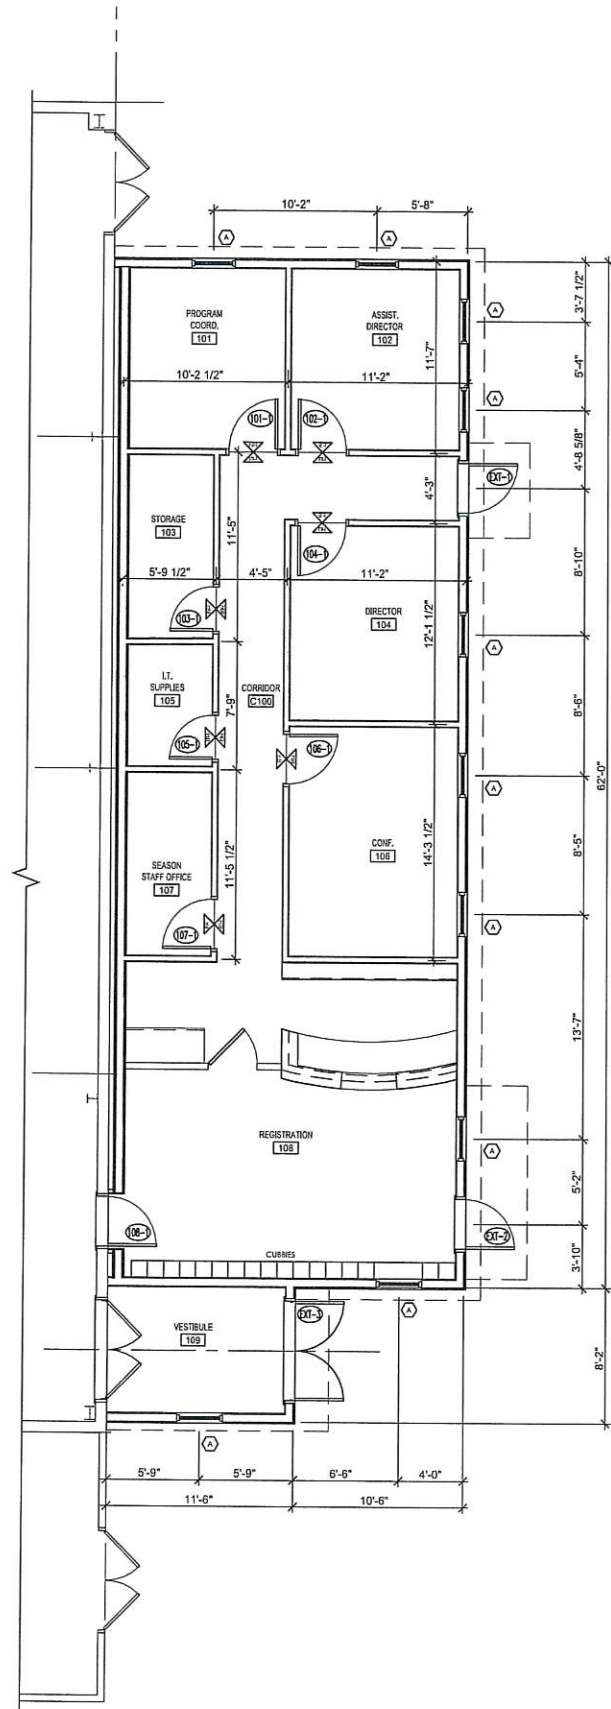 10'-2"
5'-8"
A
A
PROGRAM
COORD.
101
ASSIST.
DIRECTOR
102
A
3'-7 1/2"
11'-7"
5'-4"
10'-2 1/2"
11'-2"
A
101-1
102-1
4'-8 5/8"
4'-3"
EXT-1
STORAGE
103
11'-5"
104-1
8'-10"
5'-9 1/2"
4'-5"
11'-2"
103-1
DIRECTOR
104
12'-1 1/2"
A
I.T.
SUPPLIES
105
CORRIDOR
C100
7'-9"
8'-6"
105-1
106-1
A
62'-0"
SEASON
STAFF OFFICE
107
11'-5 1/2"
CONF.
106
14'-3 1/2"
8'-5"
107-1
A
13'-7"
REGISTRATION
108
A
5'-2"
108-1
EXT-2
CUBBIES
3'-10"
VESTIBULE
109
EXT-3
A
8'-2"
A
5'-9"
5'-9"
6'-6"
4'-0"
11'-6"
10'-6"